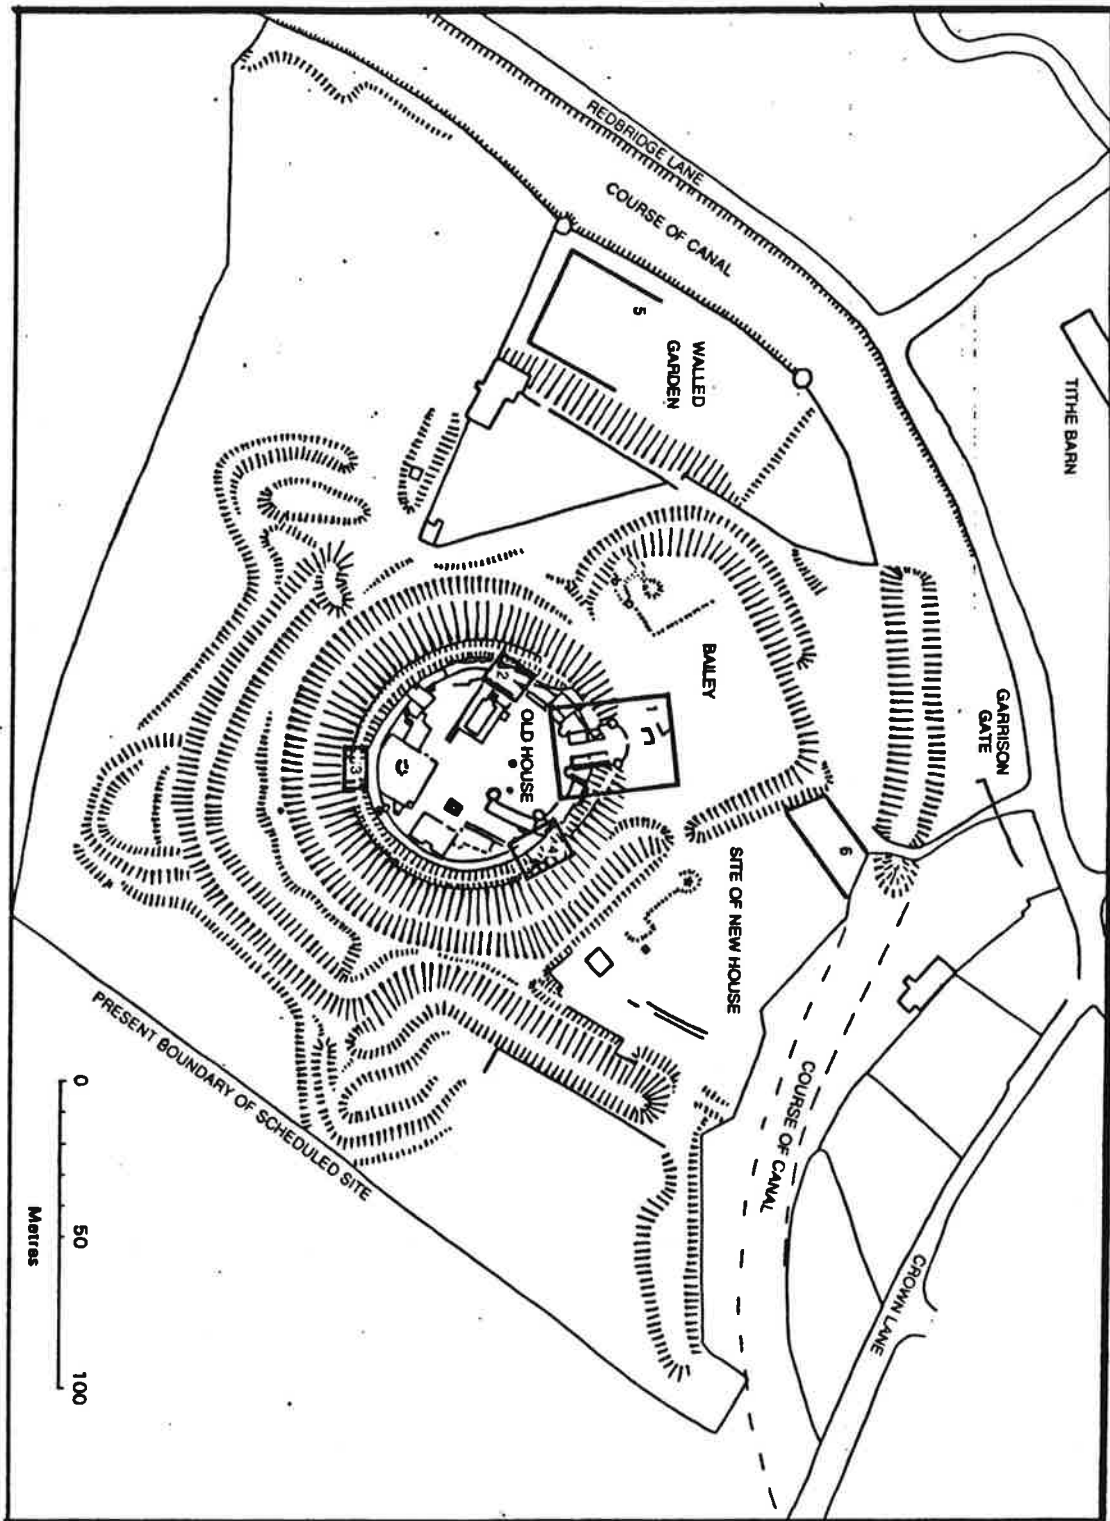 REDBRIDGE LANE
COURSE OF CANAL
TITHE BARN
WALLED
GARDEN
5
BAILEY
GARRISON
GATE
1
2
OLD HOUSE
3
4
6
SITE OF NEW HOUSE
COURSE OF CANAL
CROWN LANE
PRESENT BOUNDARY OF SCHEDULED SITE
0
50
100
Metres